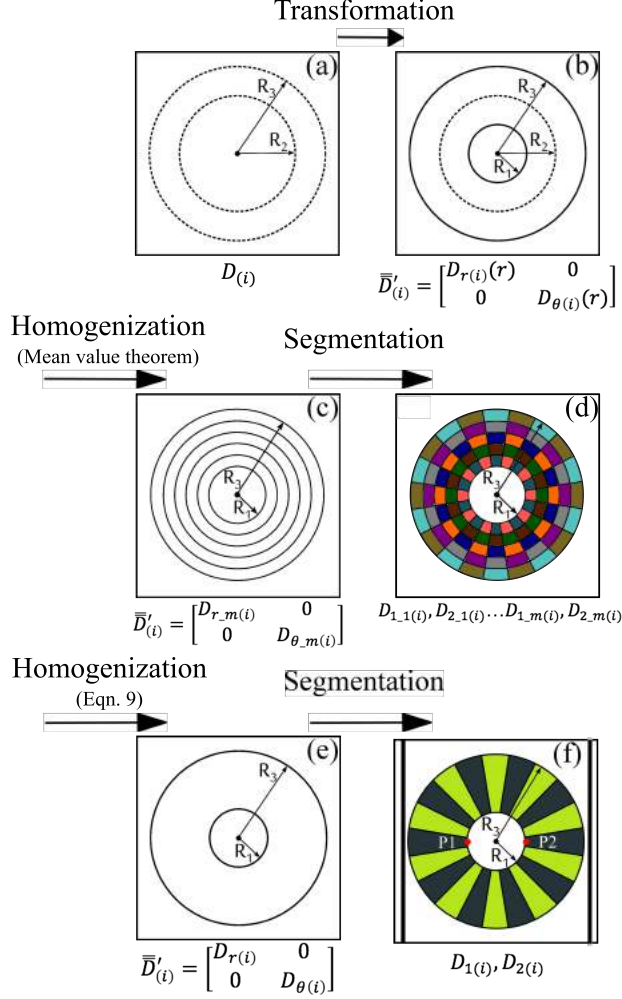 Transformation
(a)
R3
R2
D(i)
(b)
R3
R2
R1
D̿′(i) = [Dr(i)(r) 0
0 Dθ(i)(r)]
Homogenization
(Mean value theorem)
Segmentation
(c)
R3
R1
D̿′(i) = [Dr_m(i) 0
0 Dθ_m(i)]
(d)
R3
R1
D1_1(i), D2_1(i) … D1_m(i), D2_m(i)
Homogenization
(Eqn. 9)
Segmentation
(e)
R3
R1
D̿′(i) = [Dr(i) 0
0 Dθ(i)]
(f)
R3
P1 P2
R1
D1(i), D2(i)